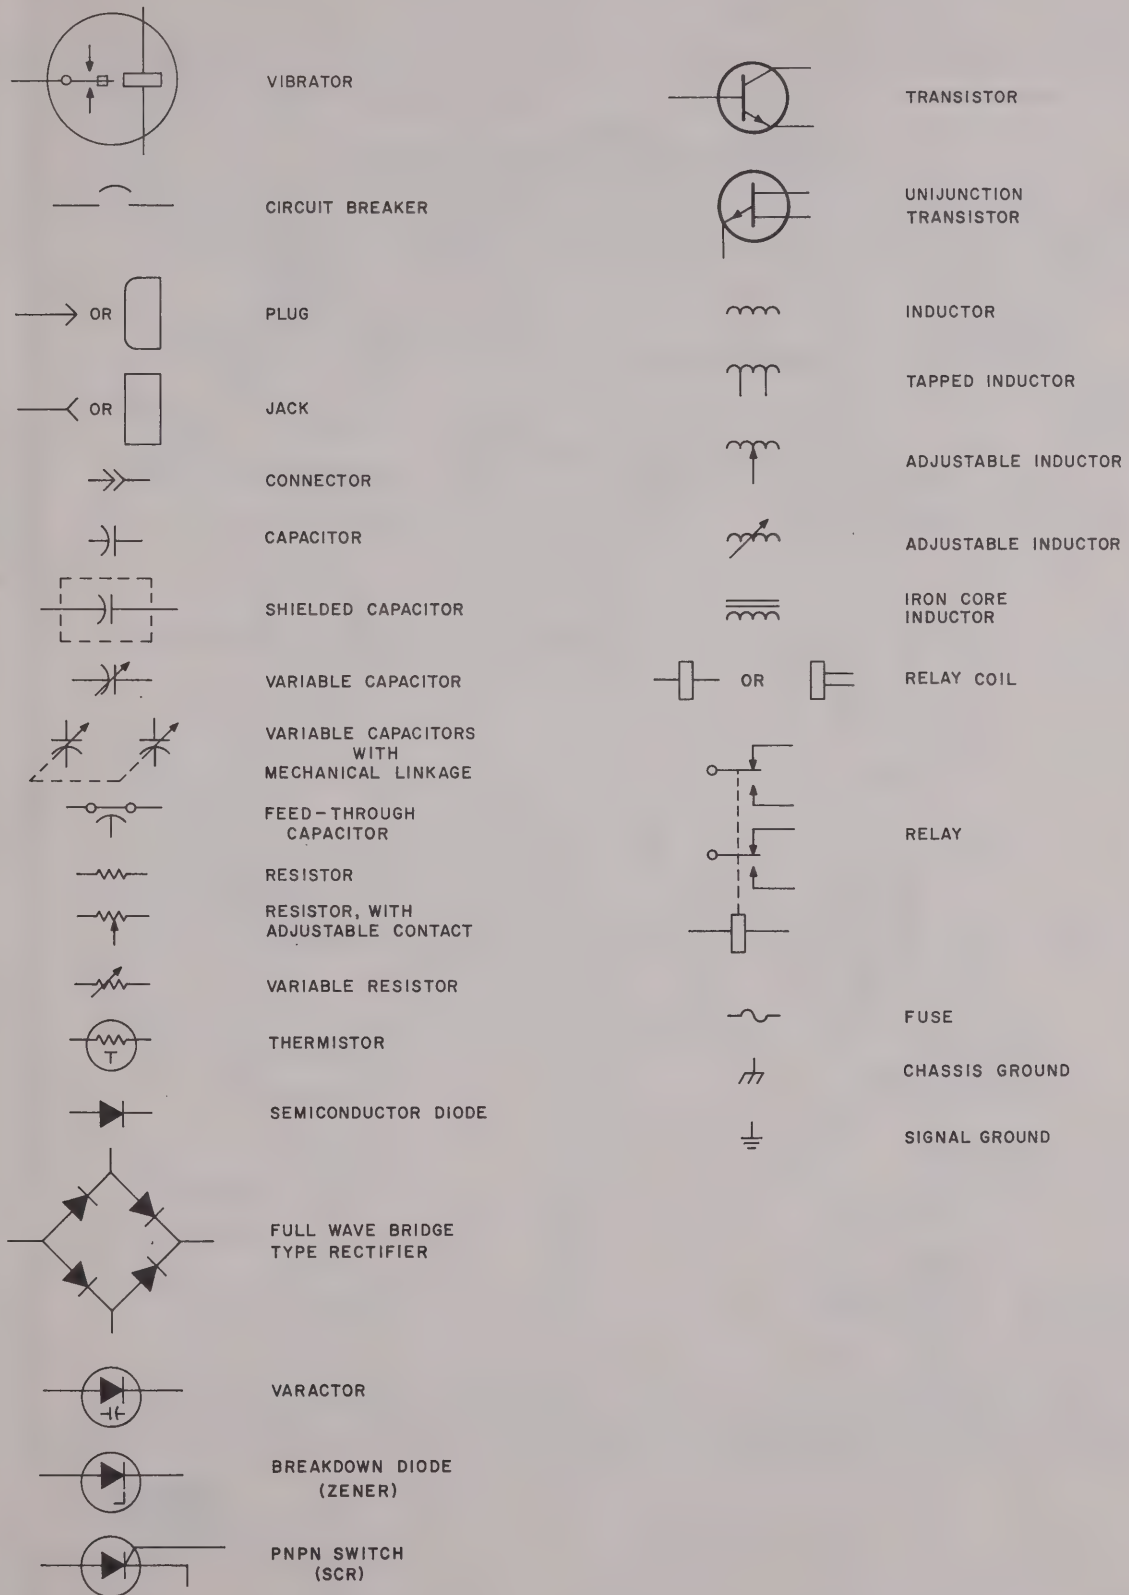 VIBRATOR
CIRCUIT BREAKER
OR
PLUG
OR
JACK
CONNECTOR
CAPACITOR
SHIELDED CAPACITOR
VARIABLE CAPACITOR
VARIABLE CAPACITORS
WITH
MECHANICAL LINKAGE
FEED-THROUGH
CAPACITOR
RESISTOR
RESISTOR, WITH
ADJUSTABLE CONTACT
VARIABLE RESISTOR
T
THERMISTOR
SEMICONDUCTOR DIODE
FULL WAVE BRIDGE
TYPE RECTIFIER
VARACTOR
BREAKDOWN DIODE
(ZENER)
PNPN SWITCH
(SCR)
TRANSISTOR
UNIJUNCTION
TRANSISTOR
INDUCTOR
TAPPED INDUCTOR
ADJUSTABLE INDUCTOR
ADJUSTABLE INDUCTOR
IRON CORE
INDUCTOR
OR
RELAY COIL
RELAY
FUSE
CHASSIS GROUND
SIGNAL GROUND